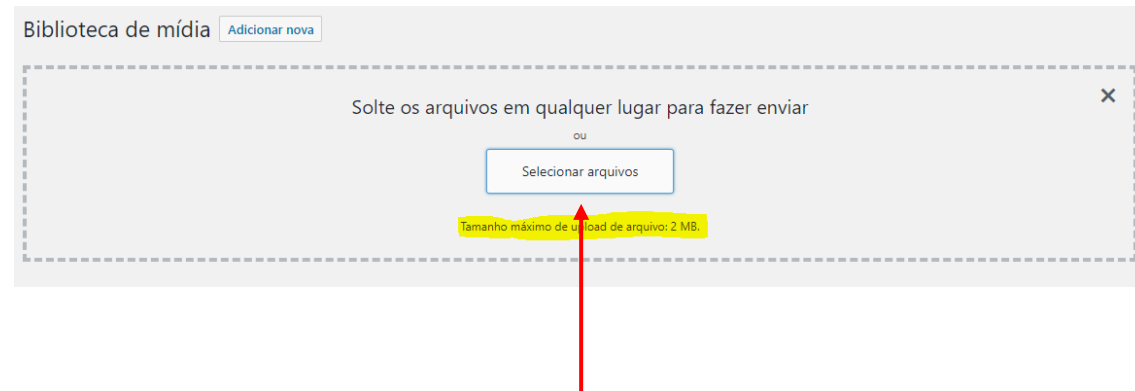 Biblioteca de mídia Adicionar nova
Solte os arquivos em qualquer lugar para fazer enviar
ou
Selecionar arquivos
Tamanho máximo de upload de arquivo: 2 MB.